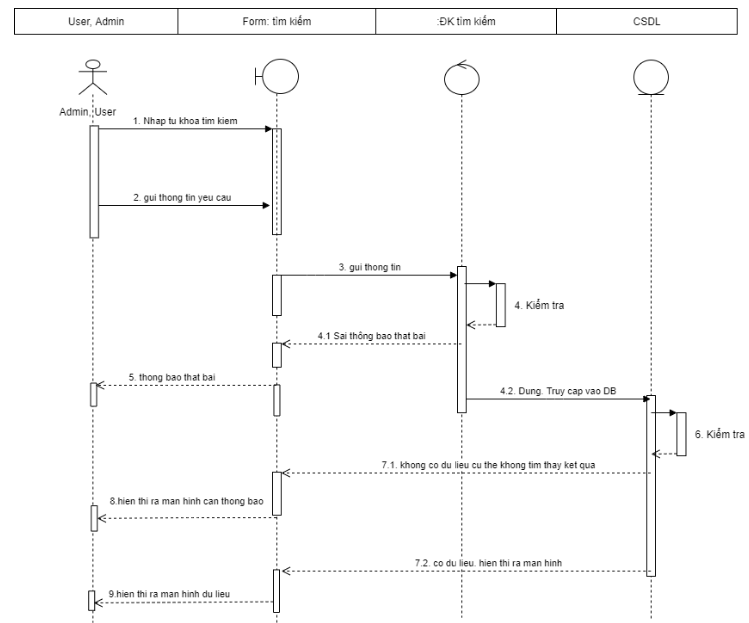 User, Admin
Form: tìm kiếm
:ĐK tìm kiếm
CSDL
Admin, User
1. Nhap tu khoa tim kiem
2. gui thong tin yeu cau
3. gui thong tin
4. Kiểm tra
4.1 Sai thông bao that bai
5. thong bao that bai
4.2. Dung. Truy cap vao DB
6. Kiểm tra
7.1. khong co du lieu cu the khong tim thay ket qua
8.hien thi ra man hinh can thong bao
7.2. co du lieu. hien thi ra man hinh
9.hien thi ra man hinh du lieu